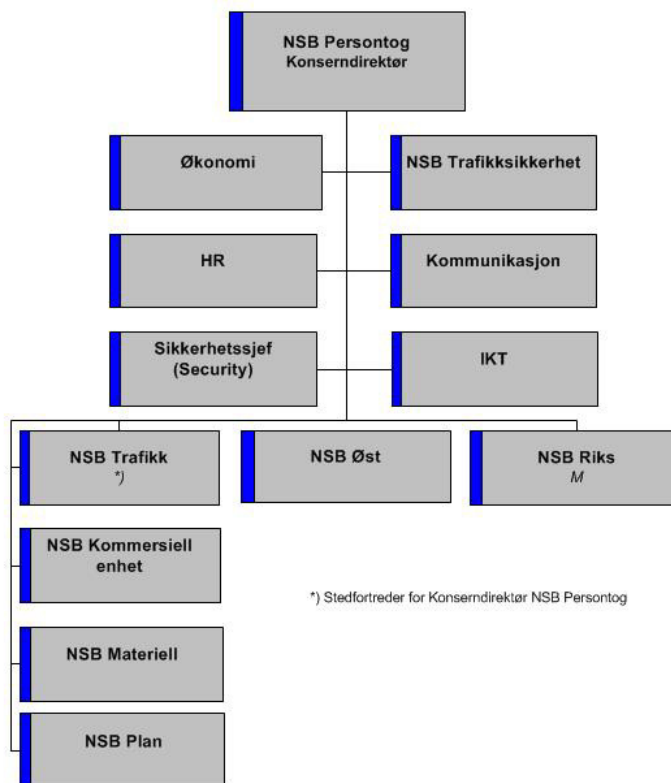 NSB Persontog
Konserndirektør
Økonomi
NSB Trafikksikkerhet
HR
Kommunikasjon
Sikkerhetssjef
(Security)
IKT
NSB Trafikk
*)
NSB Øst
NSB Riks
M
NSB Kommersiell
enhet
*) Stedfortreder for Konserndirektør NSB Persontog
NSB Materiell
NSB Plan